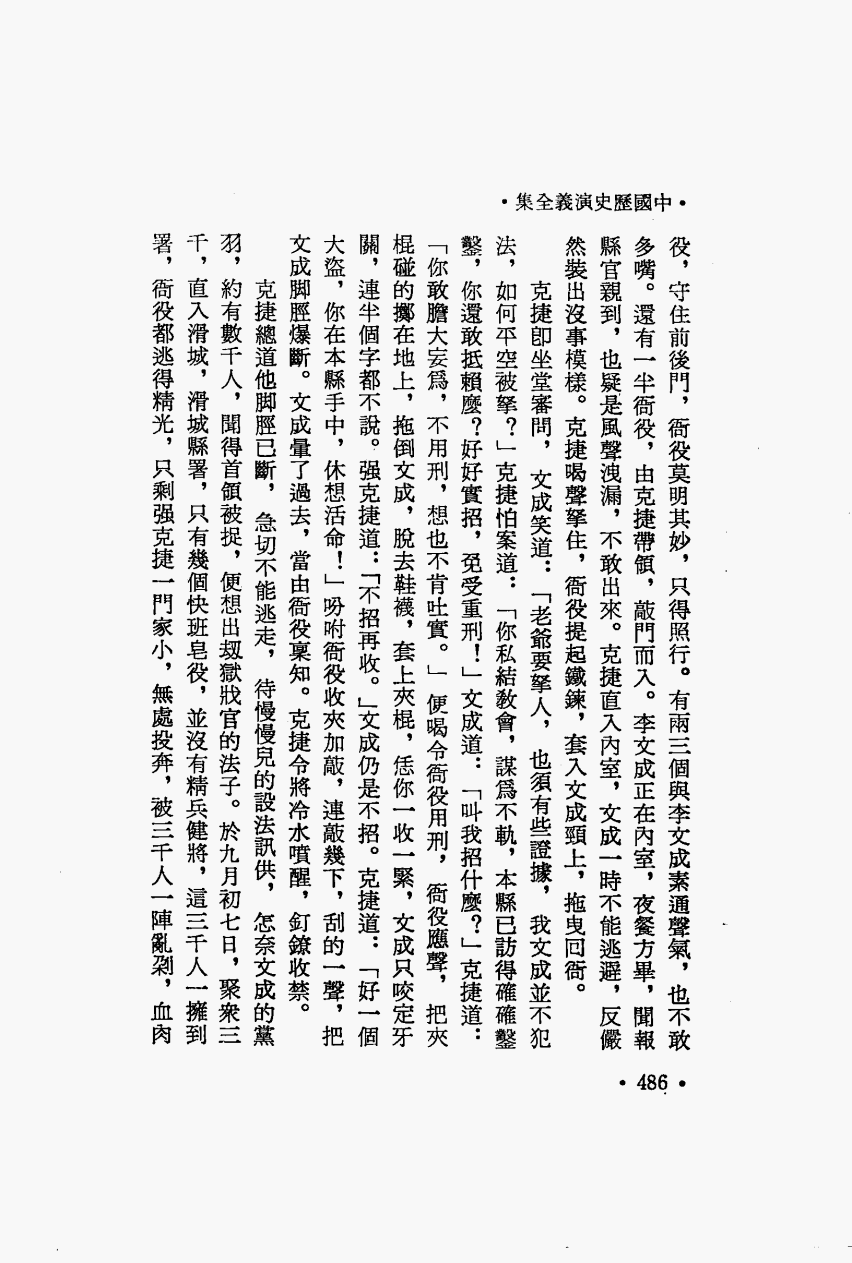 •中國歷史演義全集•
役，守住前後門，衙役莫明其妙，只得照行。有兩三個與李文成素通聲氣，也不敢
多嘴。還有一半衙役，由克捷帶領，敲門而入。李文成正在內室，夜餐方畢，聞報
縣官親到，也疑是風聲洩漏，不敢出來。克捷直入內室，文成一時不能逃避，反儼
然裝出沒事模樣。克捷喝聲拏住，衙役提起鐵鍊，套入文成頸上，拖曳回衙。
克捷卽坐堂審問，文成笑道：「老爺要拏人，也須有些證據，我文成並不犯
法，如何平空被拏？」克捷怕案道：「你私結敎會，謀爲不軌，本縣已訪得確確鑿
鑿，你還敢抵賴麼？好好實招，免受重刑！」文成道：「叫我招什麼？」克捷道：
「你敢膽大妄爲，不用刑，想也不肯吐實。」便喝令衙役用刑，衙役應聲，把夾
棍碰的擲在地上，拖倒文成，脫去鞋襪，套上夾棍，恁你一收一緊，文成只咬定牙
關，連半個字都不說。强克捷道：「不招再收。」文成仍是不招。克捷道：「好一個
大盜，你在本縣手中，休想活命！」吩咐衙役收夾加敲，連敲幾下，刮的一聲，把
文成脚脛爆斷。文成暈了過去，當由衙役稟知。克捷令將冷水噴醒，釘鐐收禁。
克捷總道他脚脛已斷，急切不能逃走，待慢慢兒的設法訊供，怎奈文成的黨
羽，約有數千人，聞得首領被捉，便想出刼獄戕官的法子。於九月初七日，聚衆三
千，直入滑城，滑城縣署，只有幾個快班皂役，並沒有精兵健將，這三千人一擁到
署，衙役都逃得精光，只剩强克捷一門家小，無處投奔，被三千人一陣亂剁，血肉
•486•